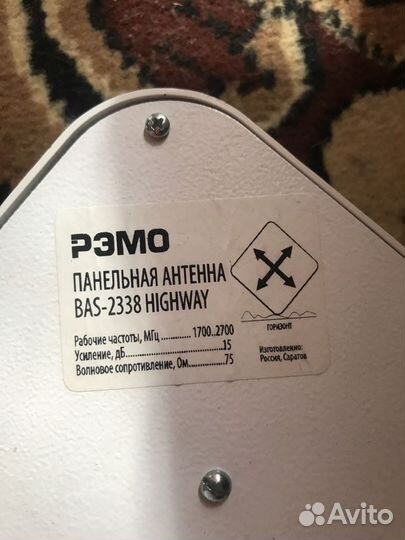 РЭМО
ПАНЕЛЬНАЯ АНТЕННА
BAS-2338 HIGHWAY
Рабочие частоты, МГц ............ 1700..2700
Усиление, дБ ............ 15
Волновое сопротивление, Ом ............ 75
ГОРИЗОНТ
Изготовлено:
Россия, Саратов
Avito